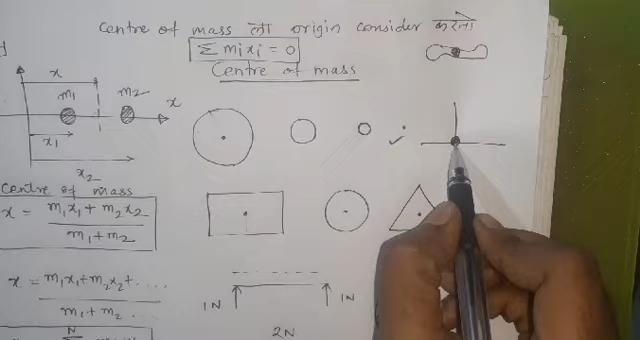 Centre of mass ला origin consider करता
Σ mᵢxᵢ = 0
Centre of mass
x
m₁
m₂
x
x₁
x₂
Centre of mass
x = m₁x₁ + m₂x₂
m₁ + m₂
x = m₁x₁ + m₂x₂ + ....
m₁ + m₂ ...
1N
1N
2N
N